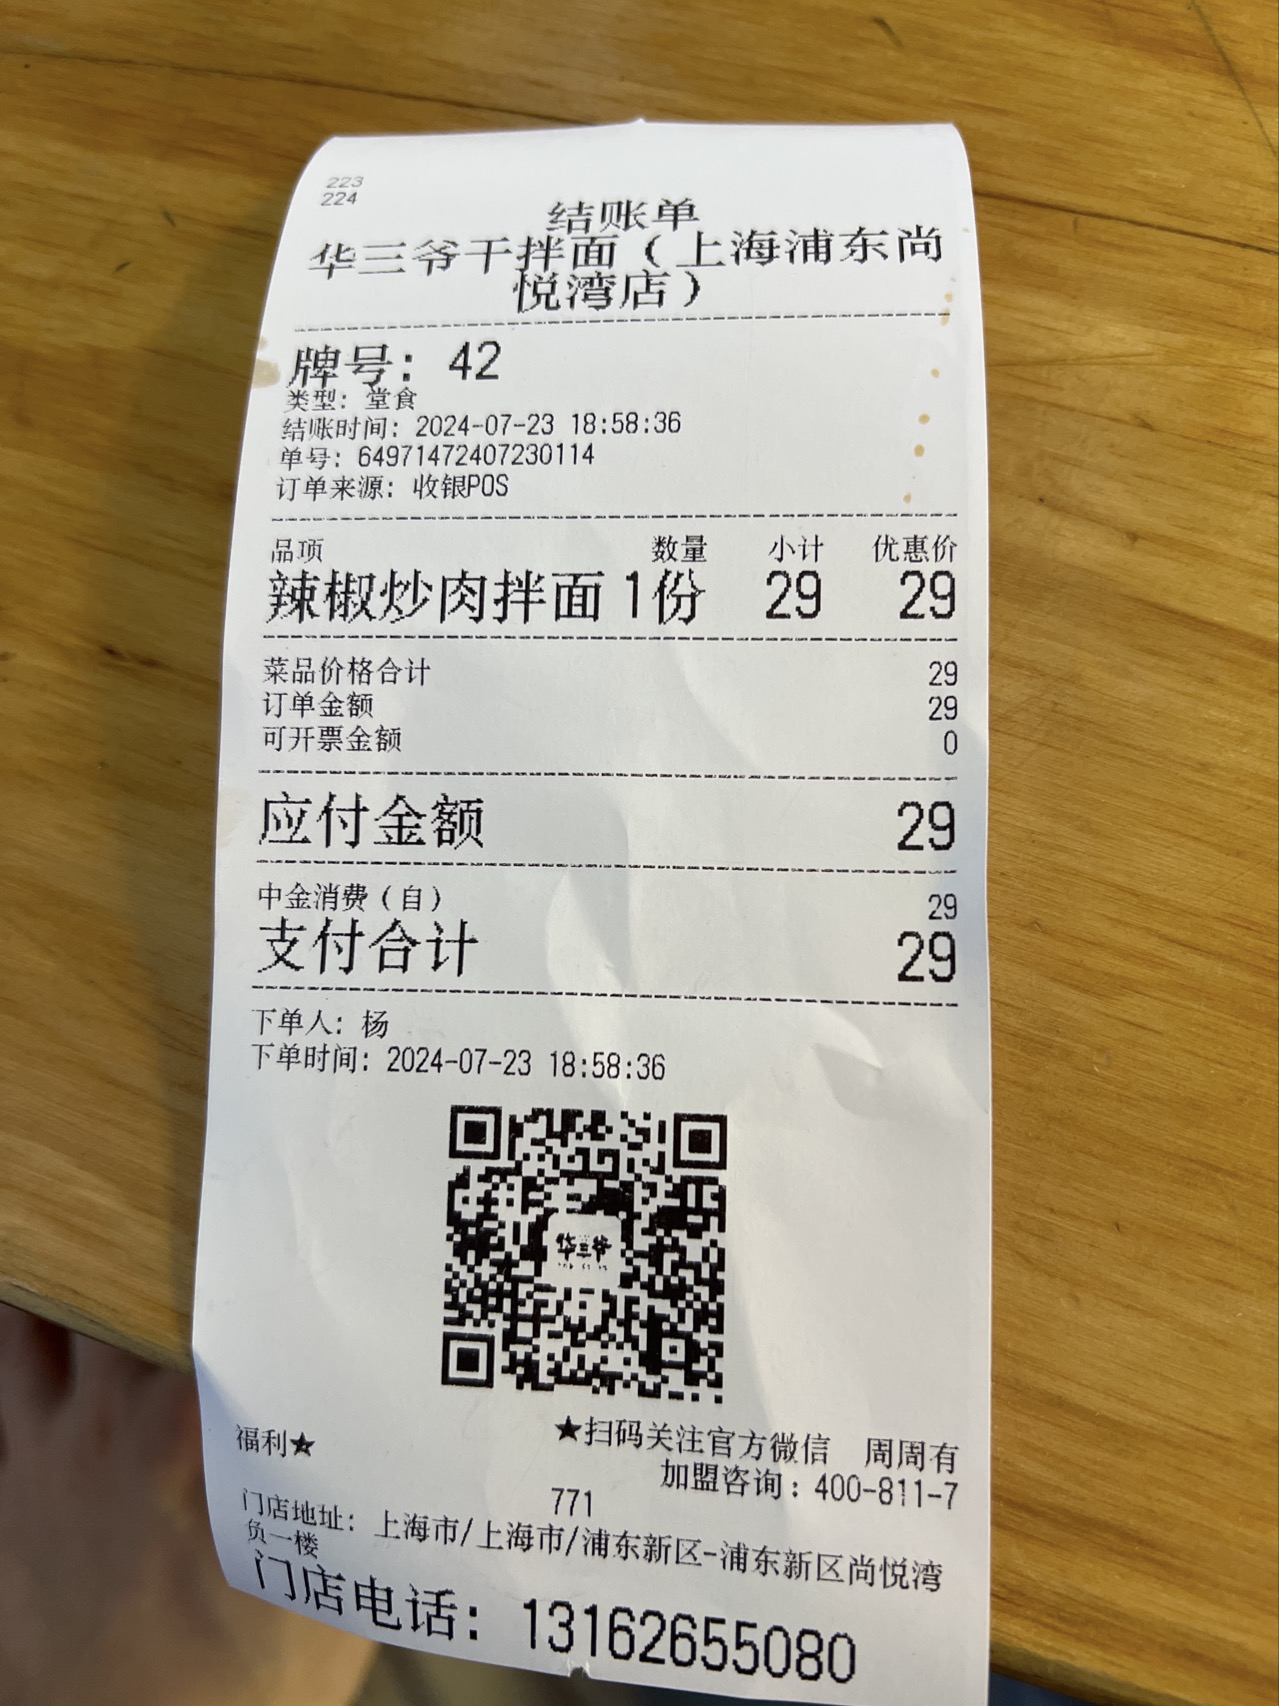 223
224
结账单
华三爷干拌面（上海浦东尚
悦湾店）
牌号: 42
类型: 堂食
结账时间: 2024-07-23 18:58:36
单号: 64971472407230114
订单来源: 收银POS
品项 数量 小计 优惠价
辣椒炒肉拌面 1份 29 29
菜品价格合计 29
订单金额 29
可开票金额 0
应付金额 29
中金消费（自） 29
支付合计 29
下单人: 杨
下单时间: 2024-07-23 18:58:36
华三爷
★扫码关注官方微信 周周有
福利★
加盟咨询: 400-811-7
771
门店地址: 上海市/上海市/浦东新区-浦东新区尚悦湾
负一楼
门店电话: 13162655080